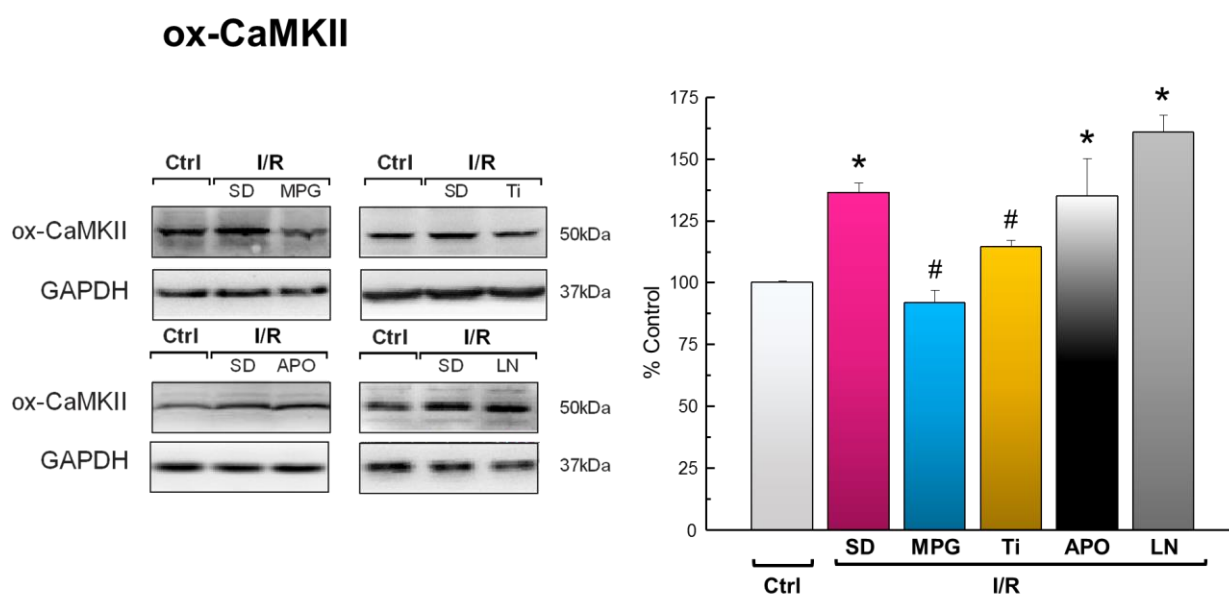 ox-CaMKII
Ctrl I/R Ctrl I/R
SD MPG SD Ti
ox-CaMKII 50kDa
GAPDH 37kDa
Ctrl I/R Ctrl I/R
SD APO SD LN
ox-CaMKII 50kDa
GAPDH 37kDa
% Control
175
150
125
100
75
50
25
0
*
#
#
*
*
SD MPG Ti APO LN
Ctrl I/R